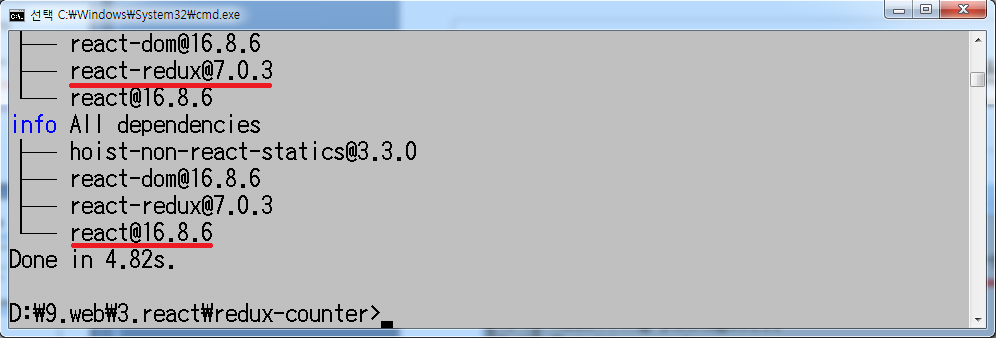 선택 C:₩Windows₩System32₩cmd.exe
├── react-dom@16.8.6
├── react-redux@7.0.3
└── react@16.8.6
info All dependencies
├── hoist-non-react-statics@3.3.0
├── react-dom@16.8.6
├── react-redux@7.0.3
└── react@16.8.6
Done in 4.82s.
D:₩9.web₩3.react₩redux-counter>